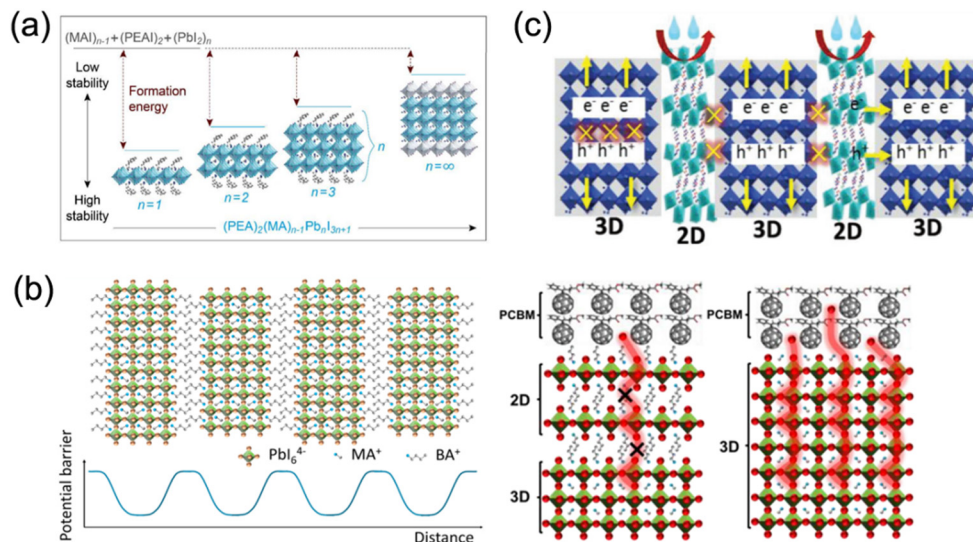 (a)
(MAI)n-1+(PEAI)2+(PbI2)n
Low
stability
Formation
energy
High
stability
n=1
n=2
n=3
n
n=∞
(PEA)2(MA)n-1PbnI3n+1
(b)
PbI6 4-
MA+
BA+
Potential barrier
Distance
(c)
e- e- e-
h+ h+ h+
e- e- e-
h+ h+ h+
e-
h+
e- e- e-
h+ h+ h+
3D
2D
3D
2D
3D
PCBM
2D
3D
PCBM
3D